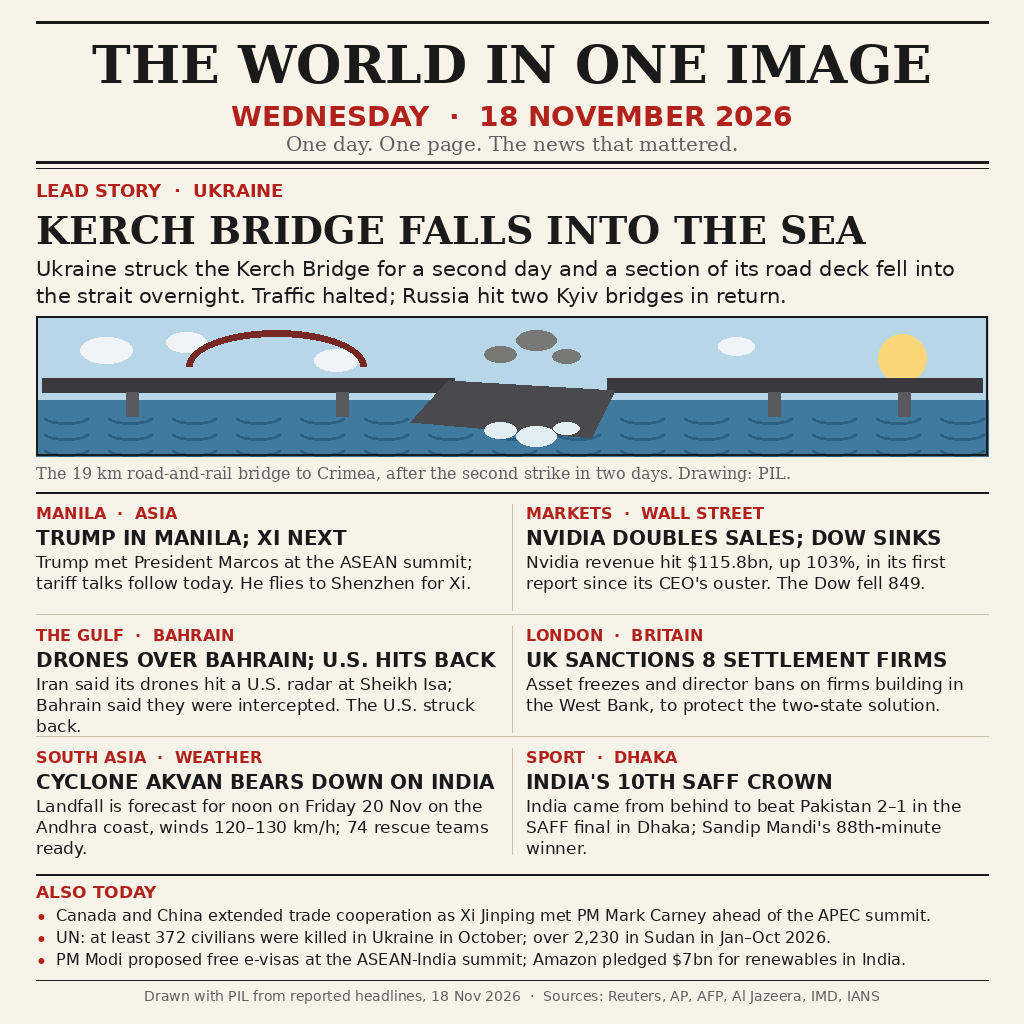 THE WORLD IN ONE IMAGE
WEDNESDAY · 18 NOVEMBER 2026
One day. One page. The news that mattered.
LEAD STORY · UKRAINE
KERCH BRIDGE FALLS INTO THE SEA
Ukraine struck the Kerch Bridge for a second day and a section of its road deck fell into
the strait overnight. Traffic halted; Russia hit two Kyiv bridges in return.
The 19 km road-and-rail bridge to Crimea, after the second strike in two days. Drawing: PIL.
MANILA · ASIA
TRUMP IN MANILA; XI NEXT
Trump met President Marcos at the ASEAN summit;
tariff talks follow today. He flies to Shenzhen for Xi.
MARKETS · WALL STREET
NVIDIA DOUBLES SALES; DOW SINKS
Nvidia revenue hit $115.8bn, up 103%, in its first
report since its CEO's ouster. The Dow fell 849.
THE GULF · BAHRAIN
DRONES OVER BAHRAIN; U.S. HITS BACK
Iran said its drones hit a U.S. radar at Sheikh Isa;
Bahrain said they were intercepted. The U.S. struck
back.
LONDON · BRITAIN
UK SANCTIONS 8 SETTLEMENT FIRMS
Asset freezes and director bans on firms building in
the West Bank, to protect the two-state solution.
SOUTH ASIA · WEATHER
CYCLONE AKVAN BEARS DOWN ON INDIA
Landfall is forecast for noon on Friday 20 Nov on the
Andhra coast, winds 120–130 km/h; 74 rescue teams
ready.
SPORT · DHAKA
INDIA'S 10TH SAFF CROWN
India came from behind to beat Pakistan 2–1 in the
SAFF final in Dhaka; Sandip Mandi's 88th-minute
winner.
ALSO TODAY
• Canada and China extended trade cooperation as Xi Jinping met PM Mark Carney ahead of the APEC summit.
• UN: at least 372 civilians were killed in Ukraine in October; over 2,230 in Sudan in Jan–Oct 2026.
• PM Modi proposed free e-visas at the ASEAN-India summit; Amazon pledged $7bn for renewables in India.
Drawn with PIL from reported headlines, 18 Nov 2026 · Sources: Reuters, AP, AFP, Al Jazeera, IMD, IANS